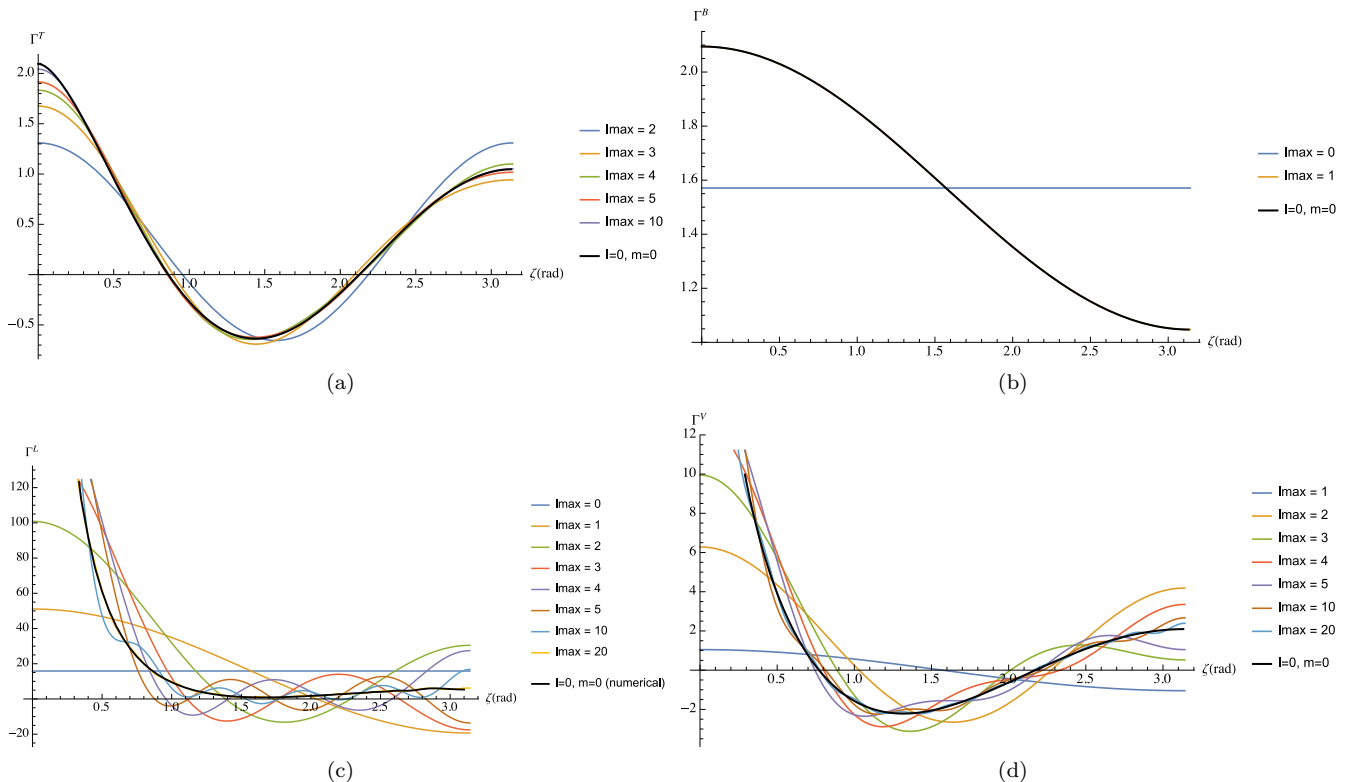 Γ^T
2.0
1.5
1.0
0.5
−0.5
0.5
1.0
1.5
2.0
2.5
3.0
ζ(rad)
lmax = 2
lmax = 3
lmax = 4
lmax = 5
lmax = 10
l=0, m=0
(a)
Γ^B
2.0
1.8
1.6
1.4
1.2
0.5
1.0
1.5
2.0
2.5
3.0
ζ(rad)
lmax = 0
lmax = 1
l=0, m=0
(b)
Γ^L
120
100
80
60
40
20
−20
0.5
1.0
1.5
2.0
2.5
3.0
ζ(rad)
lmax = 0
lmax = 1
lmax = 2
lmax = 3
lmax = 4
lmax = 5
lmax = 10
lmax = 20
l=0, m=0 (numerical)
(c)
Γ^V
12
10
8
6
4
2
−2
0.5
1.0
1.5
2.0
2.5
3.0
ζ(rad)
lmax = 1
lmax = 2
lmax = 3
lmax = 4
lmax = 5
lmax = 10
lmax = 20
l=0, m=0
(d)